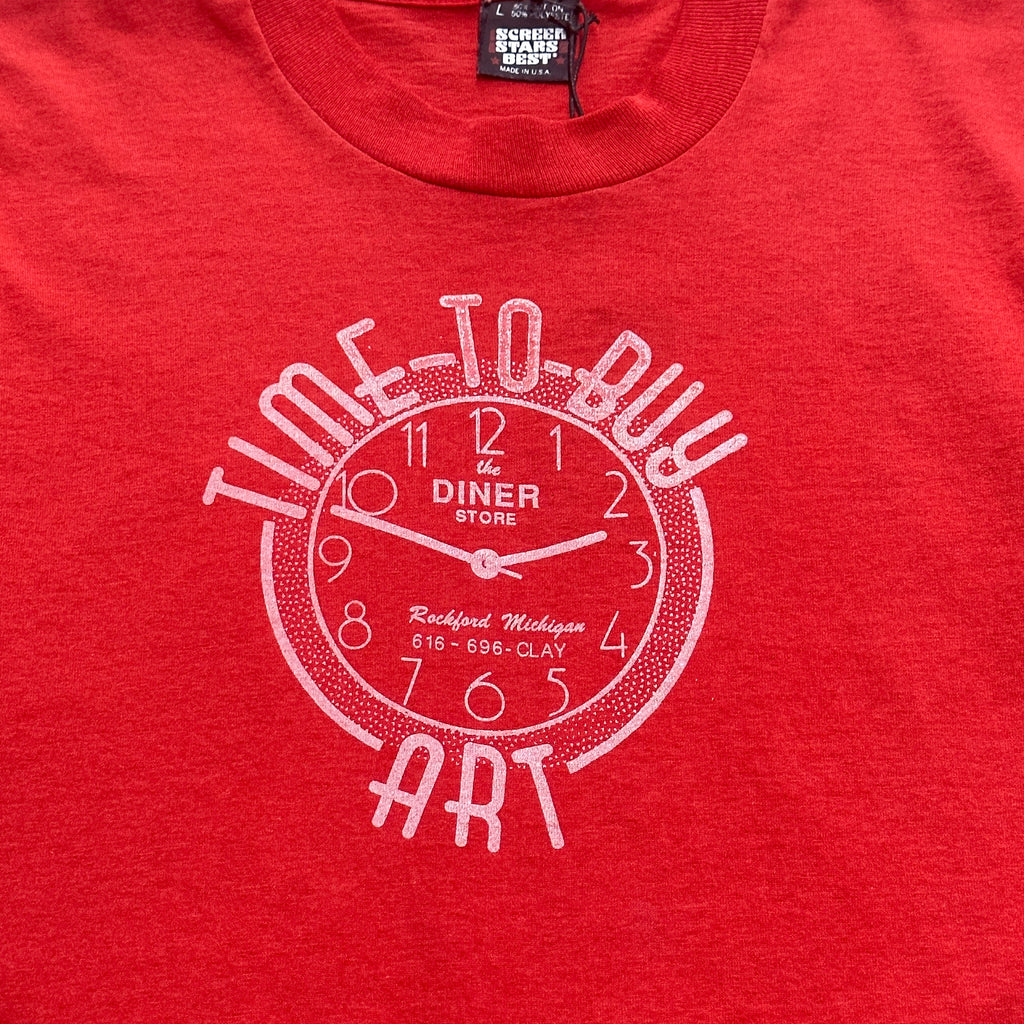 L
SCREEN
STARS
BEST
MADE IN U.S.A.
TIME-TO-BUY
12
11
1
10
2
the
DINER
STORE
9
3
Rockford Michigan
616-696-CLAY
8
4
7
5
6
ART